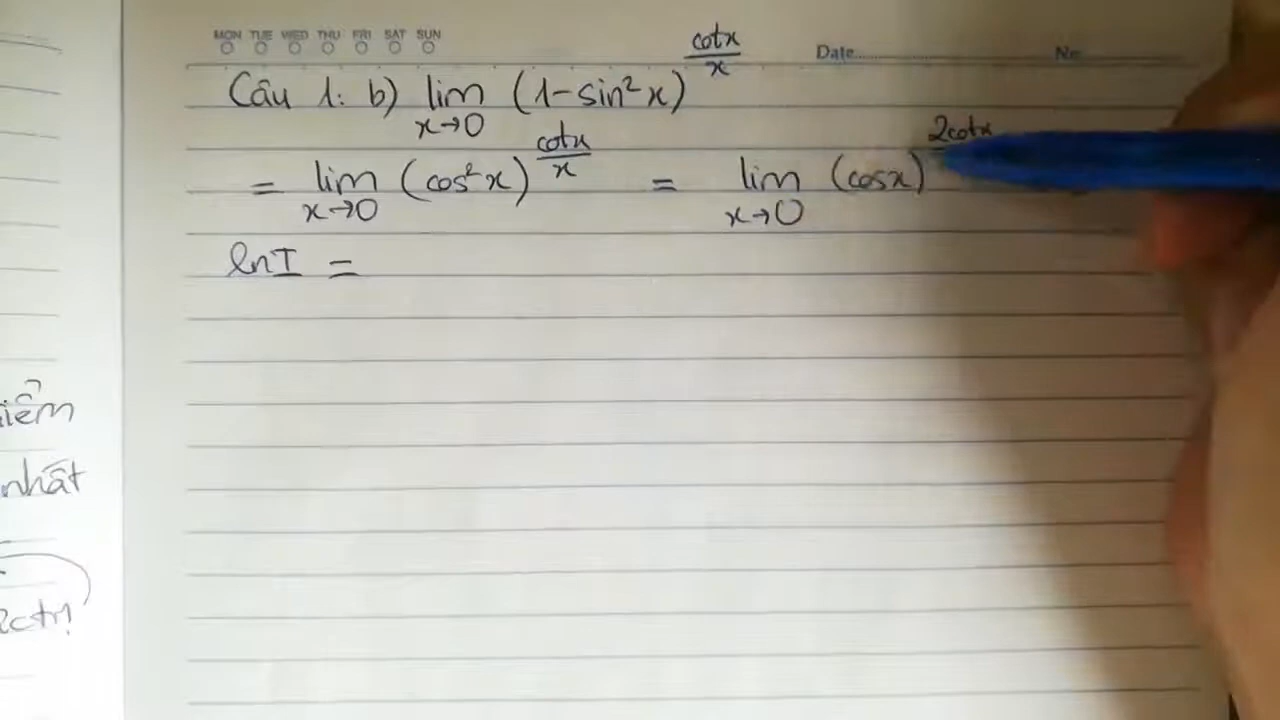 MON TUE WED THU FRI SAT SUN
Date No
Câu 1: b) lim x→0 (1-sin²x)^(cotx/x)
= lim x→0 (cos²x)^(cotx/x) = lim x→0 (cosx)^2cotx
lnI =
iểm
nhất